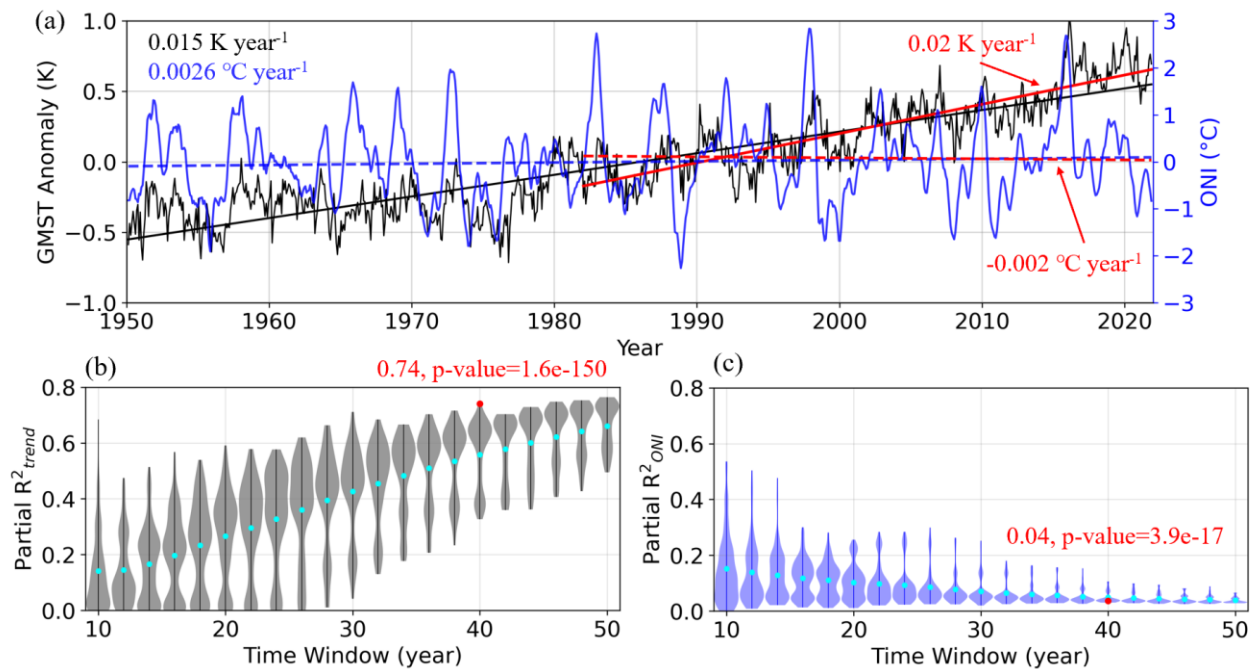 (a)
1.0
0.5
0.0
−0.5
−1.0
GMST Anomaly (K)
0.015 K year⁻¹
0.0026 °C year⁻¹
0.02 K year⁻¹
-0.002 °C year⁻¹
3
2
1
0
−1
−2
−3
ONI (°C)
1950 1960 1970 1980 1990 2000 2010 2020
Year
(b)
0.74, p-value=1.6e-150
0.8
0.6
0.4
0.2
0.0
Partial R²trend
10 20 30 40 50
Time Window (year)
(c)
0.8
0.6
0.4
0.2
0.0
Partial R²ONI
0.04, p-value=3.9e-17
10 20 30 40 50
Time Window (year)